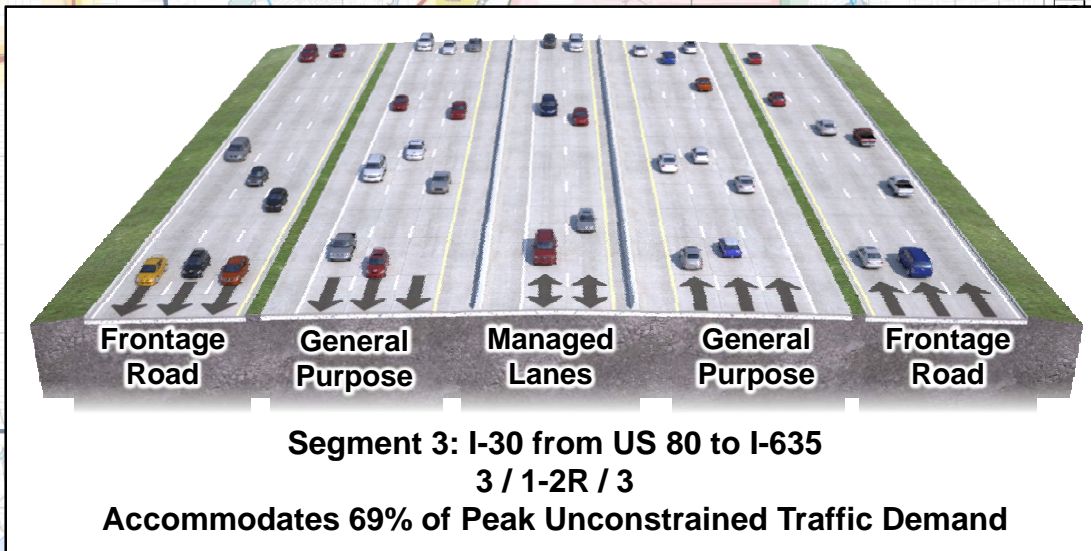 Frontage
Road
General
Purpose
Managed
Lanes
General
Purpose
Frontage
Road
Segment 3: I-30 from US 80 to I-635
3 / 1-2R / 3
Accommodates 69% of Peak Unconstrained Traffic Demand